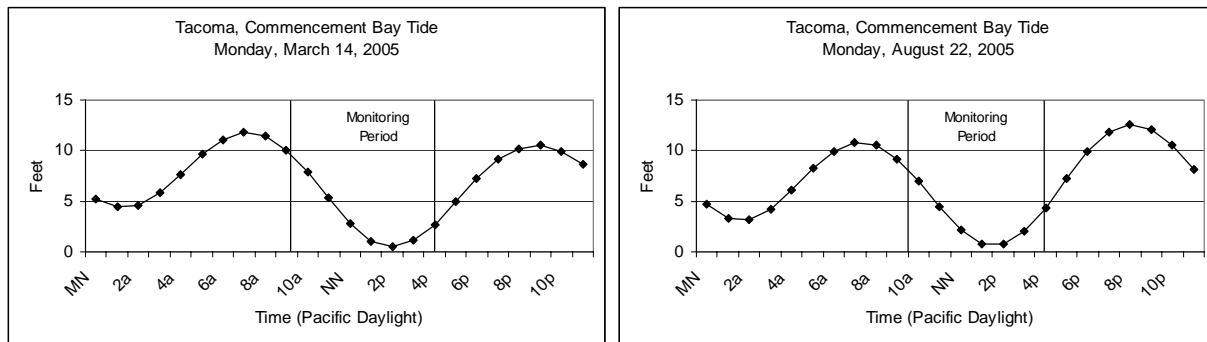 Tacoma, Commencement Bay Tide
Monday, March 14, 2005
15
10
5
0
Feet
Monitoring
Period
MN 2a 4a 6a 8a 10a NN 2p 4p 6p 8p 10p
Time (Pacific Daylight)
Tacoma, Commencement Bay Tide
Monday, August 22, 2005
15
10
5
0
Feet
Monitoring
Period
MN 2a 4a 6a 8a 10a NN 2p 4p 6p 8p 10p
Time (Pacific Daylight)